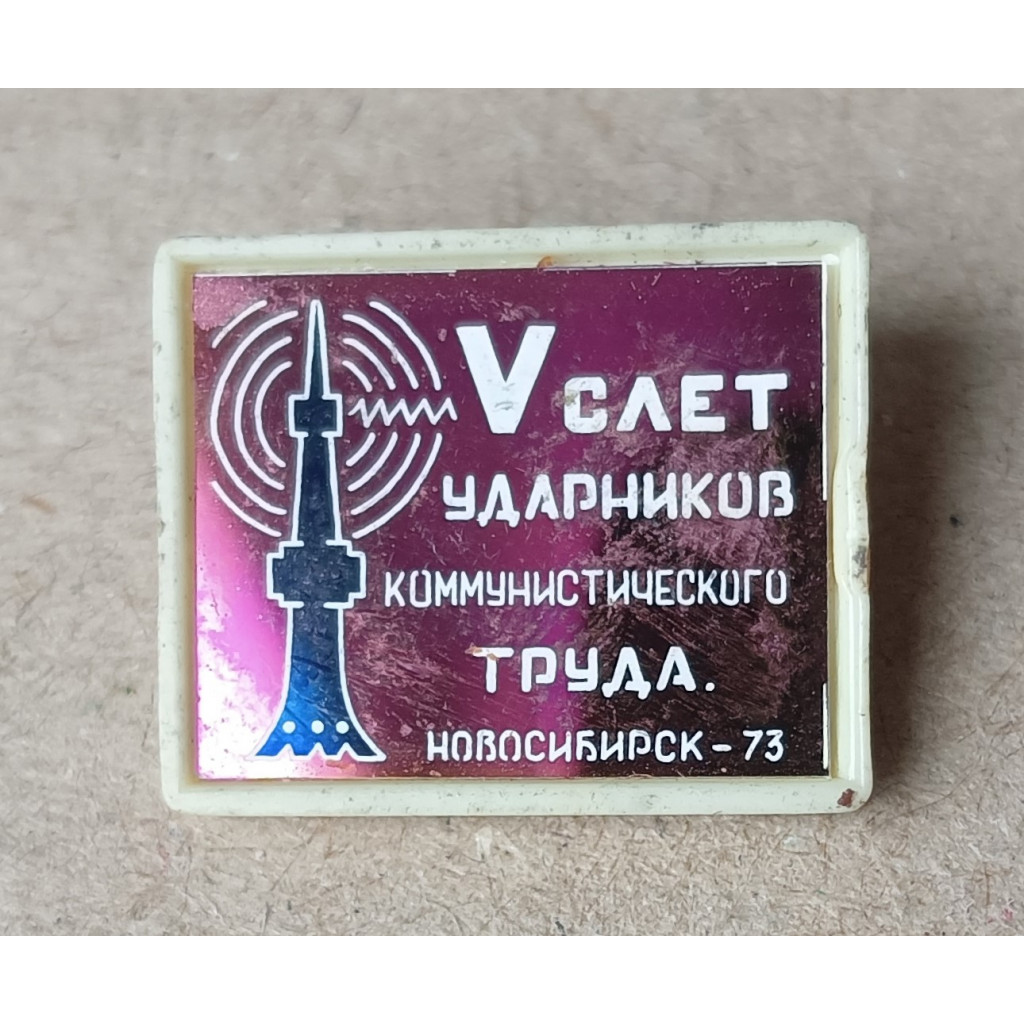 V СЛЕТ
УДАРНИКОВ
КОММУНИСТИЧЕСКОГО
ТРУДА.
НОВОСИБИРСК - 73